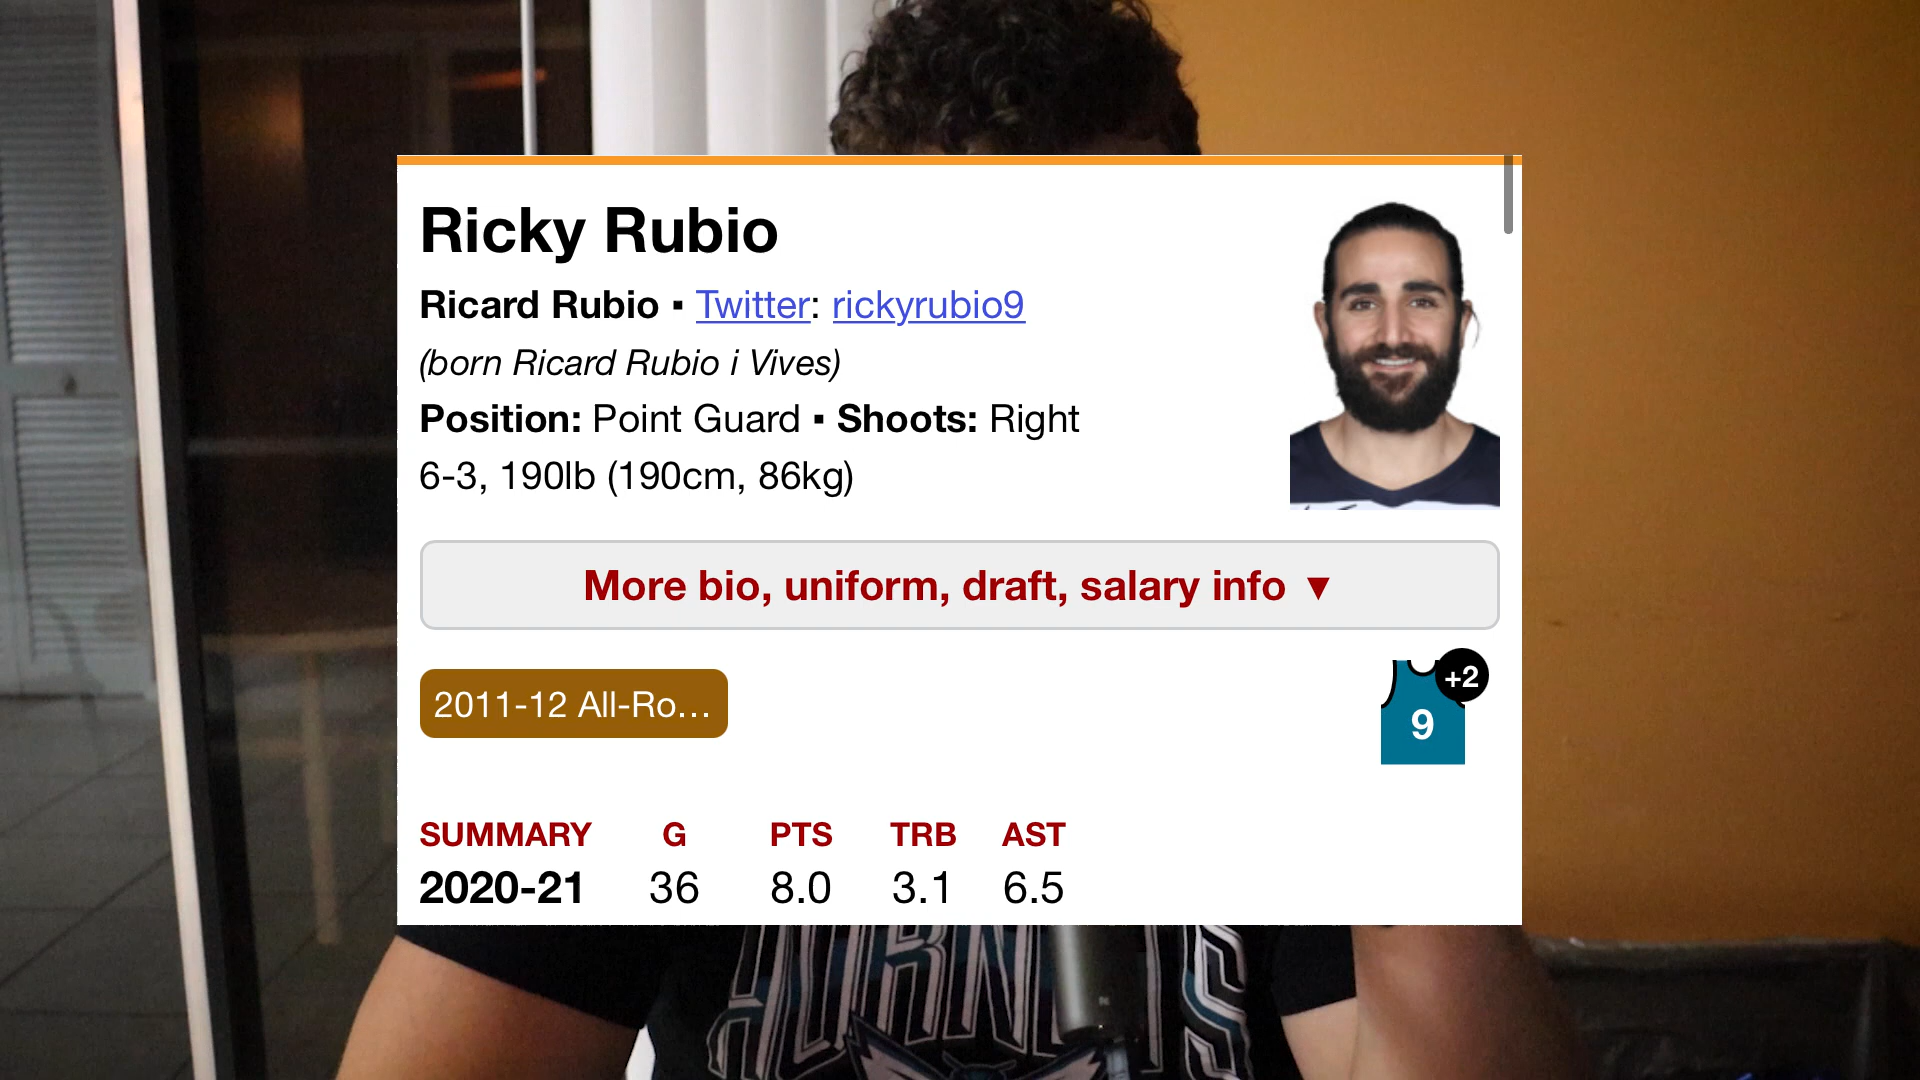 Ricky Rubio
Ricard Rubio ▪ Twitter: rickyrubio9
(born Ricard Rubio i Vives)
Position: Point Guard ▪ Shoots: Right
6-3, 190lb (190cm, 86kg)
More bio, uniform, draft, salary info ▼
2011-12 All-Ro...
+2
9
SUMMARY G PTS TRB AST
2020-21 36 8.0 3.1 6.5